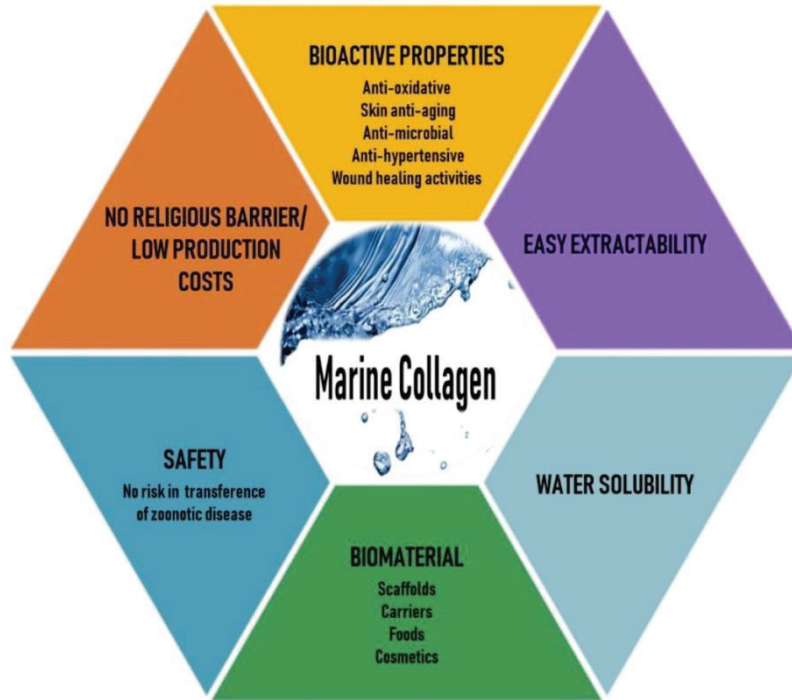 BIOACTIVE PROPERTIES
Anti-oxidative
Skin anti-aging
Anti-microbial
Anti-hypertensive
Wound healing activities
NO RELIGIOUS BARRIER/
LOW PRODUCTION
COSTS
EASY EXTRACTABILITY
Marine Collagen
SAFETY
No risk in transference
of zoonotic disease
WATER SOLUBILITY
BIOMATERIAL
Scaffolds
Carriers
Foods
Cosmetics